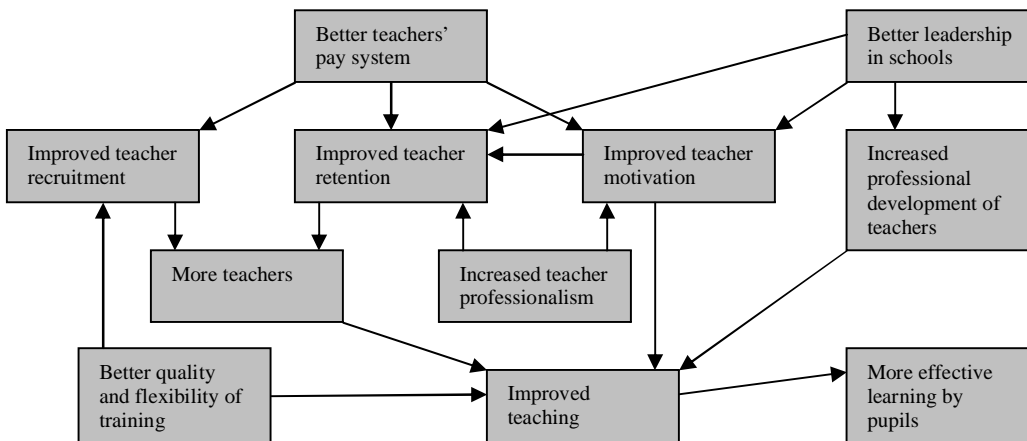 Better teachers’
pay system
Better leadership
in schools
Improved teacher
recruitment
Improved teacher
retention
Improved teacher
motivation
Increased
professional
development of
teachers
More teachers
Increased teacher
professionalism
Better quality
and flexibility of
training
Improved
teaching
More effective
learning by
pupils